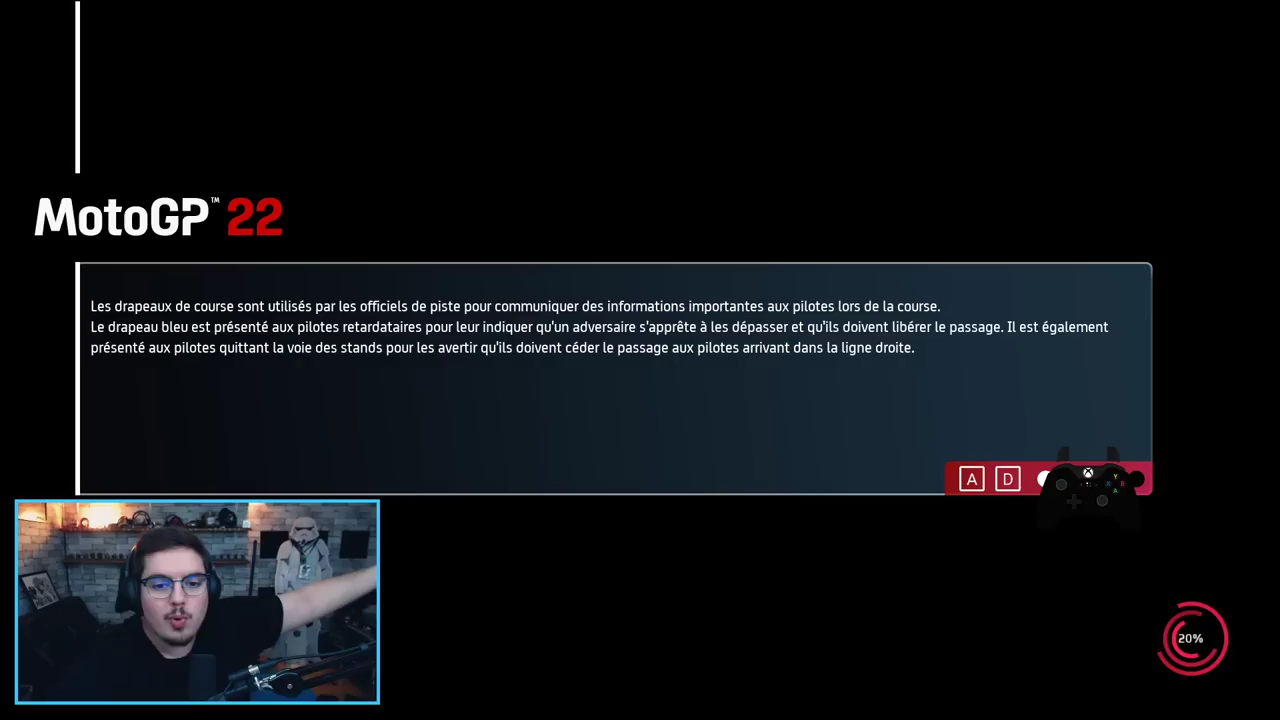 MotoGP™ 22
Les drapeaux de course sont utilisés par les officiels de piste pour communiquer des informations importantes aux pilotes lors de la course.
Le drapeau bleu est présenté aux pilotes retardataires pour leur indiquer qu'un adversaire s'apprête à les dépasser et qu'ils doivent libérer le passage. Il est également
présenté aux pilotes quittant la voie des stands pour les avertir qu'ils doivent céder le passage aux pilotes arrivant dans la ligne droite.
A D
20%